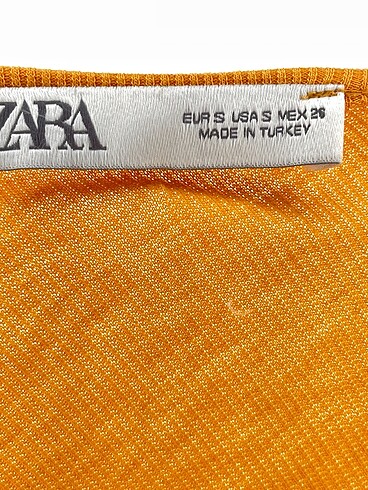 ZARA
EUR S USA S MEX 26
MADE IN TURKEY